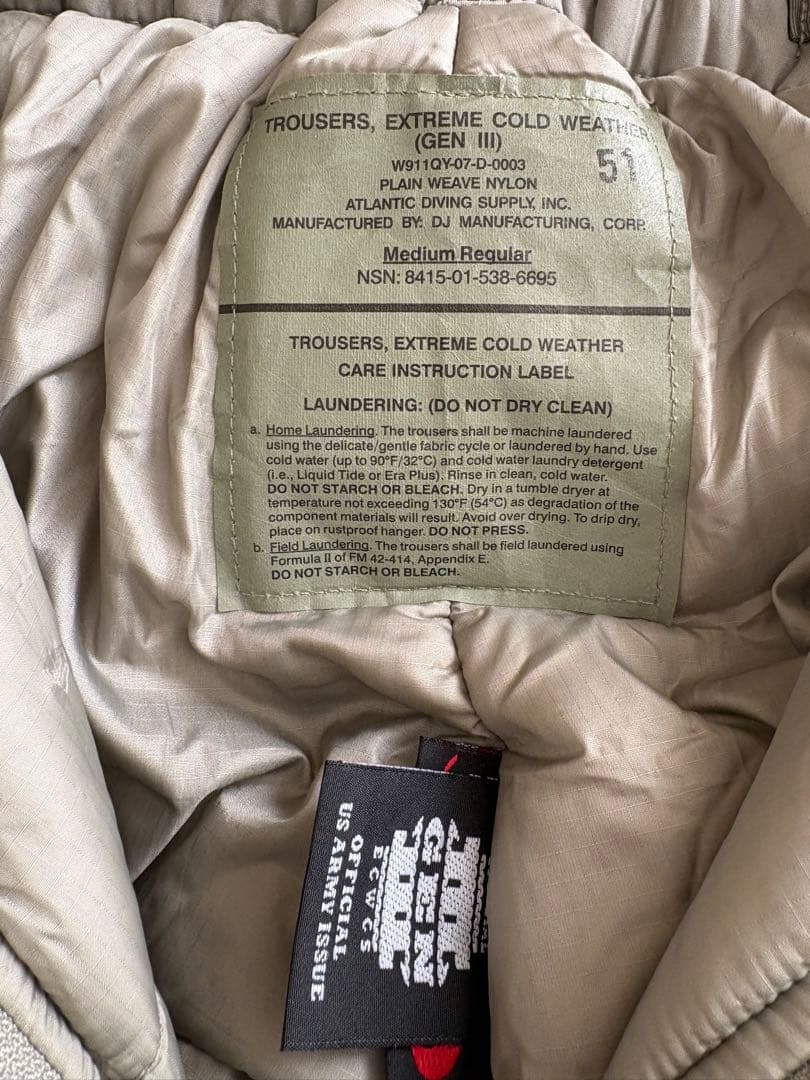 TROUSERS, EXTREME COLD WEATHER
(GEN III)
51
W911QY-07-D-0003
PLAIN WEAVE NYLON
ATLANTIC DIVING SUPPLY, INC.
MANUFACTURED BY: DJ MANUFACTURING, CORP.
Medium Regular
NSN: 8415-01-538-6695
TROUSERS, EXTREME COLD WEATHER
CARE INSTRUCTION LABEL
LAUNDERING: (DO NOT DRY CLEAN)
a. Home Laundering. The trousers shall be machine laundered
using the delicate/gentle fabric cycle or laundered by hand. Use
cold water (up to 90°F/32°C) and cold water laundry detergent
(i.e., Liquid Tide or Era Plus). Rinse in clean, cold water.
DO NOT STARCH OR BLEACH. Dry in a tumble dryer at
temperature not exceeding 130°F (54°C) as degradation of the
component materials will result. Avoid over drying. To drip dry,
place on rustproof hanger. DO NOT PRESS.
b. Field Laundering. The trousers shall be field laundered using
Formula II of FM 42-414, Appendix E.
DO NOT STARCH OR BLEACH.
GEN
III
ECWCS
OFFICIAL
US ARMY ISSUE